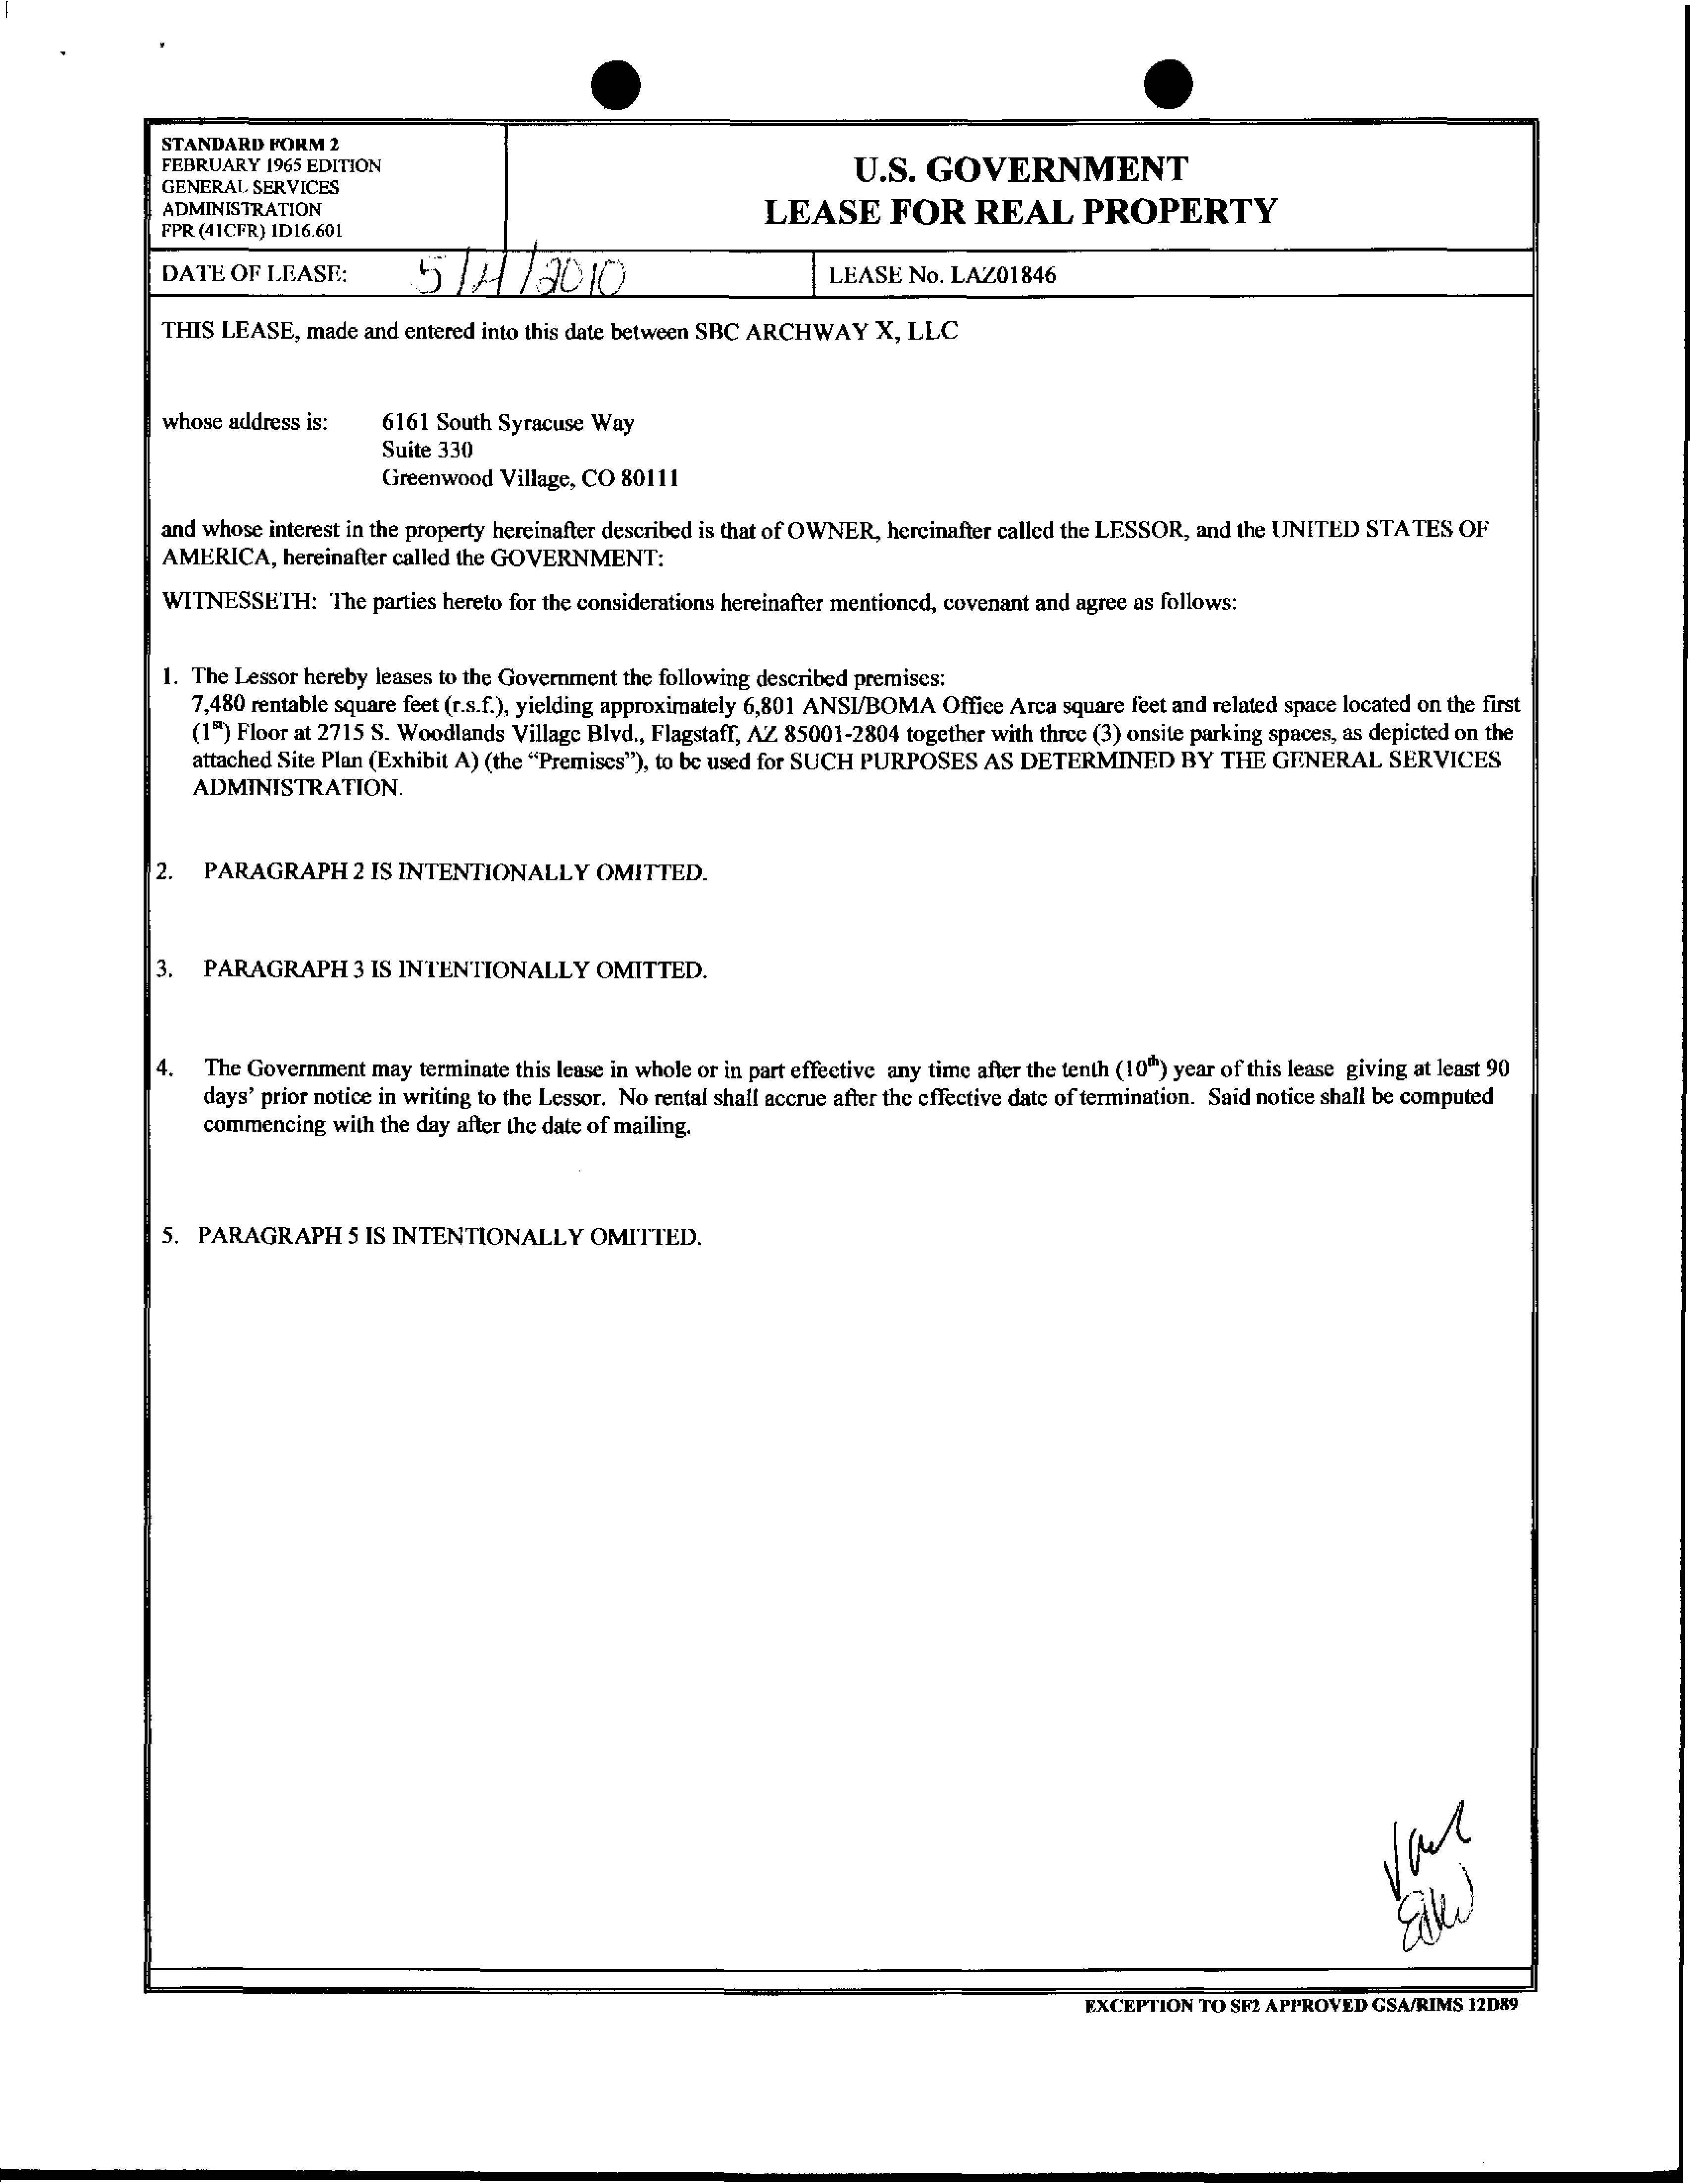 STANDARD FORM 2
FEBRUARY 1965 EDITION
GENERAL SERVICES
ADMINISTRATION
FPR (41CFR) 1D16.601
U.S. GOVERNMENT
LEASE FOR REAL PROPERTY
DATE OF LEASE: 5/4/2010
LEASE No. LAZ01846
THIS LEASE, made and entered into this date between SBC ARCHWAY X, LLC
whose address is: 6161 South Syracuse Way
Suite 330
Greenwood Village, CO 80111
and whose interest in the property hereinafter described is that of OWNER, hereinafter called the LESSOR, and the UNITED STATES OF
AMERICA, hereinafter called the GOVERNMENT:
WITNESSETH: The parties hereto for the considerations hereinafter mentioned, covenant and agree as follows:
1. The Lessor hereby leases to the Government the following described premises:
7,480 rentable square feet (r.s.f.), yielding approximately 6,801 ANSI/BOMA Office Area square feet and related space located on the first
(1st) Floor at 2715 S. Woodlands Village Blvd., Flagstaff, AZ 85001-2804 together with three (3) onsite parking spaces, as depicted on the
attached Site Plan (Exhibit A) (the “Premises”), to be used for SUCH PURPOSES AS DETERMINED BY THE GENERAL SERVICES
ADMINISTRATION.
2. PARAGRAPH 2 IS INTENTIONALLY OMITTED.
3. PARAGRAPH 3 IS INTENTIONALLY OMITTED.
4. The Government may terminate this lease in whole or in part effective any time after the tenth (10th) year of this lease giving at least 90
days’ prior notice in writing to the Lessor. No rental shall accrue after the effective date of termination. Said notice shall be computed
commencing with the day after the date of mailing.
5. PARAGRAPH 5 IS INTENTIONALLY OMITTED.
EXCEPTION TO SF2 APPROVED GSA/RIMS 12D89